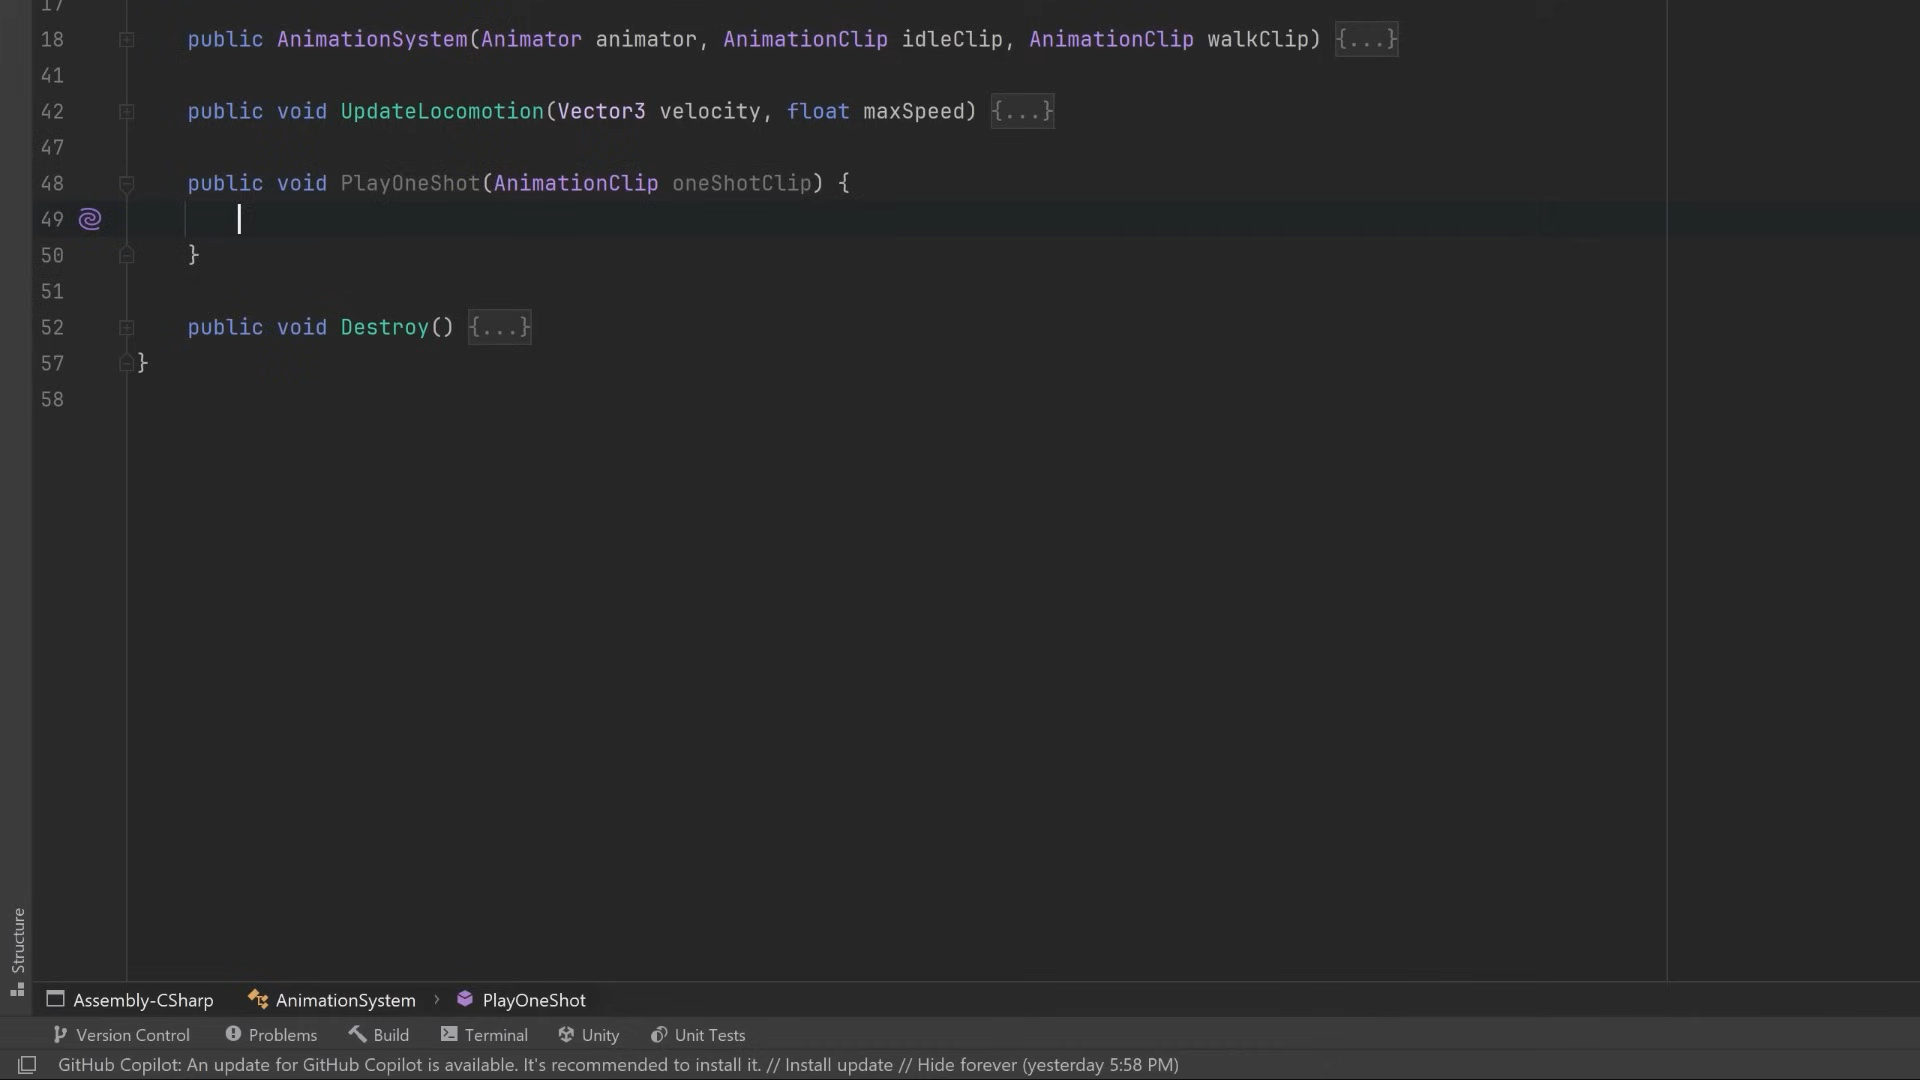 17
18 public AnimationSystem(Animator animator, AnimationClip idleClip, AnimationClip walkClip) {...}
41
42 public void UpdateLocomotion(Vector3 velocity, float maxSpeed) {...}
47
48 public void PlayOneShot(AnimationClip oneShotClip) {
49
50 }
51
52 public void Destroy() {...}
57 }
58
Structure
Assembly-CSharp AnimationSystem › PlayOneShot
Version Control Problems Build Terminal Unity Unit Tests
GitHub Copilot: An update for GitHub Copilot is available. It's recommended to install it. // Install update // Hide forever (yesterday 5:58 PM)